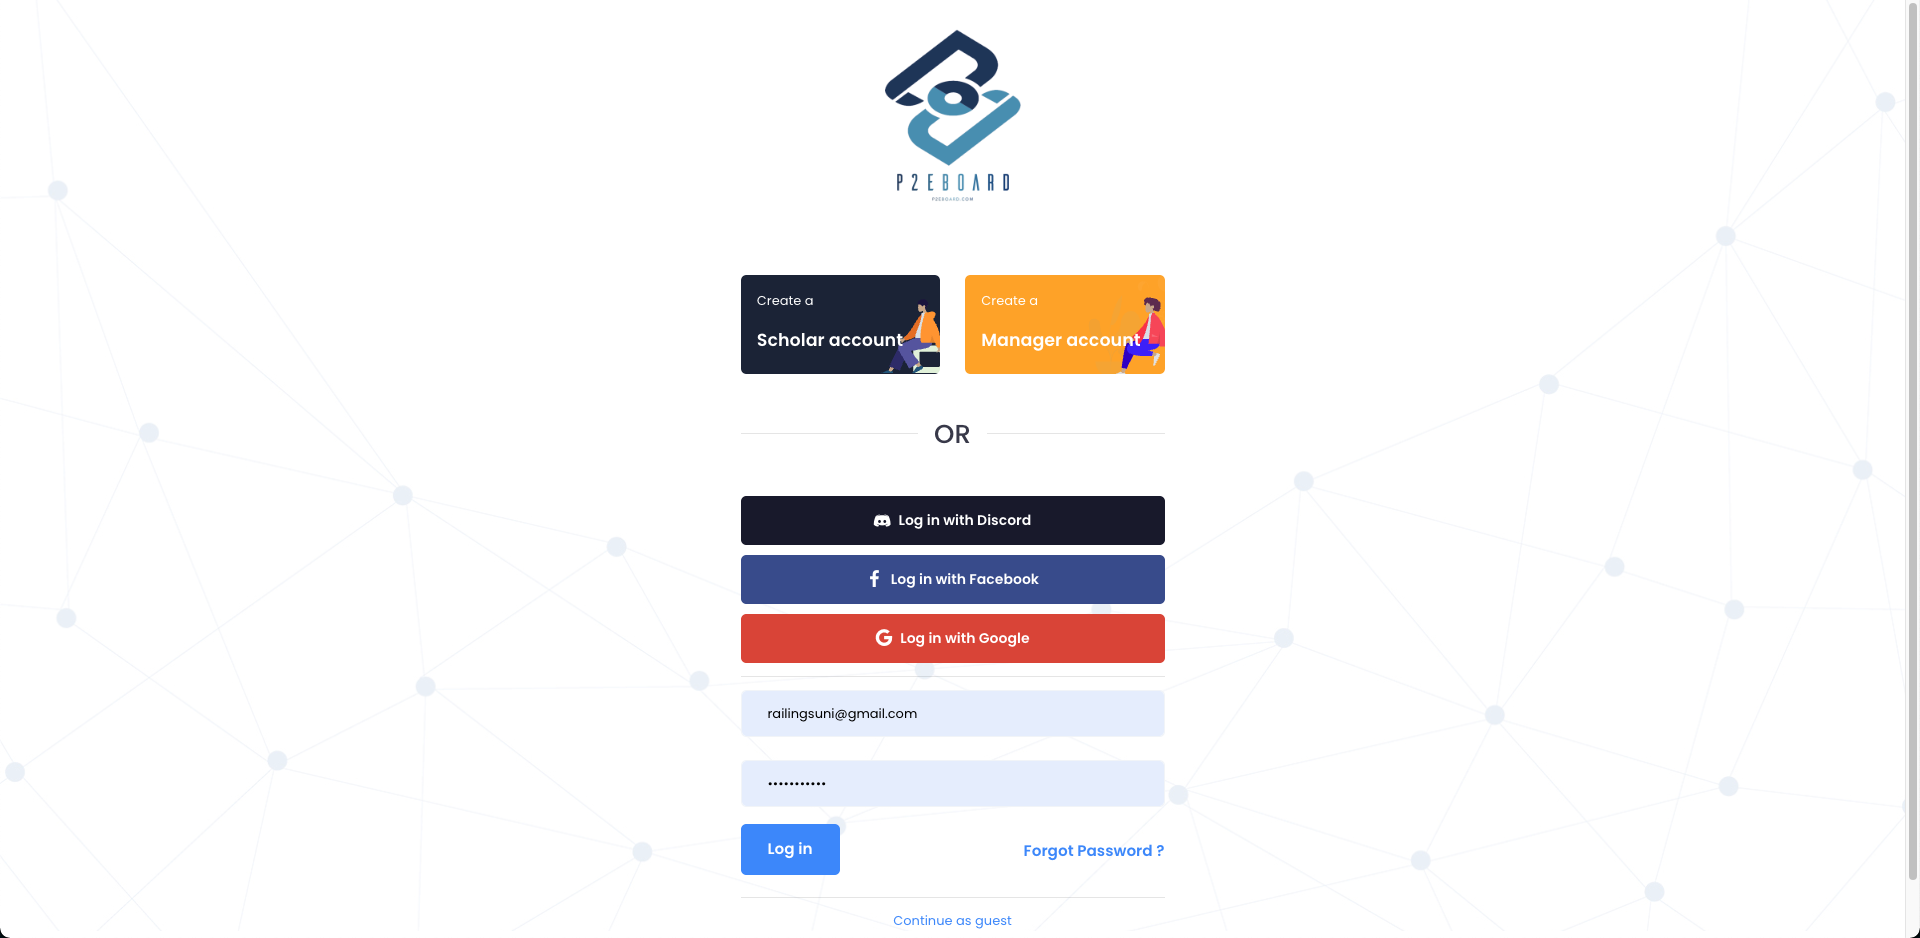 P2EBOARD
P2EBOARD.COM
Create a
Scholar account
Create a
Manager account
OR
Log in with Discord
Log in with Facebook
Log in with Google
railingsuni@gmail.com
•••••••••••
Log in
Forgot Password ?
Continue as guest